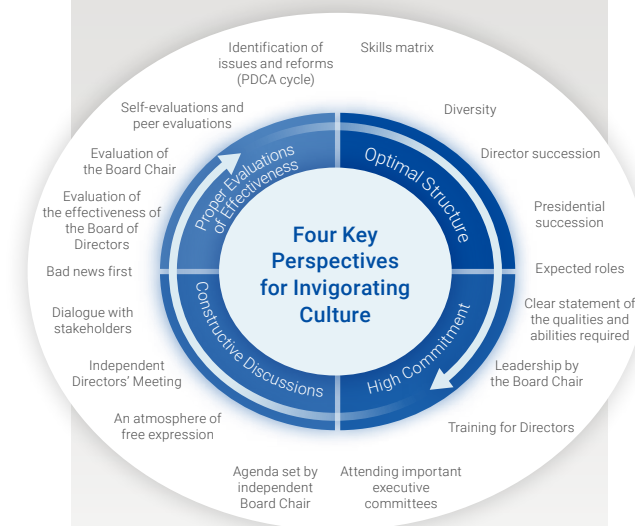 Four Key
Perspectives
for Invigorating
Culture
Optimal Structure
High Commitment
Constructive Discussions
Proper Evaluations
of Effectiveness
Skills matrix
Diversity
Director succession
Presidential
succession
Expected roles
Clear statement of
the qualities and
abilities required
Leadership by
the Board Chair
Training for Directors
Attending important
executive
committees
Agenda set by
independent
Board Chair
An atmosphere of
free expression
Independent
Directors' Meeting
Dialogue with
stakeholders
Bad news first
Evaluation of
the effectiveness of
the Board of
Directors
Evaluation of
the Board Chair
Self-evaluations and
peer evaluations
Identification of
issues and reforms
(PDCA cycle)